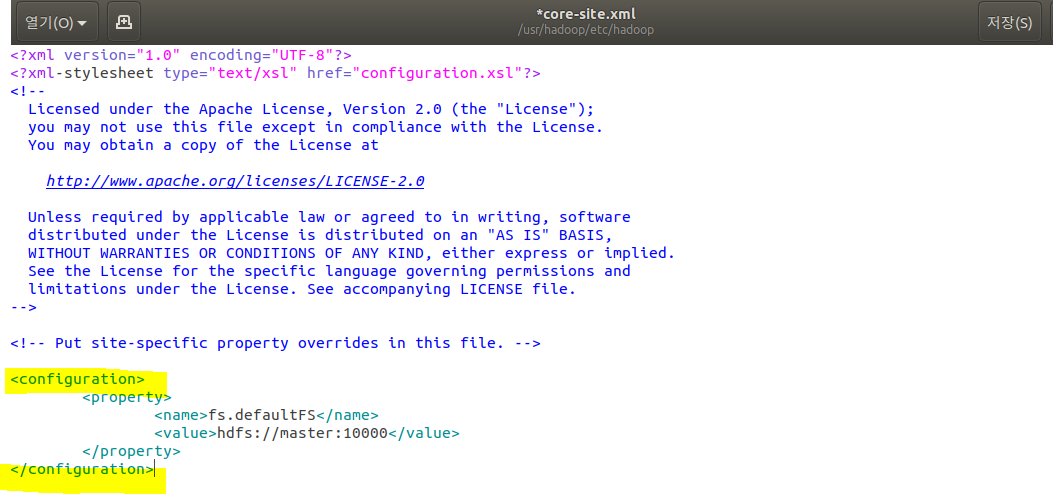 열기(O)
*core-site.xml
/usr/hadoop/etc/hadoop
저장(S)
<?xml version="1.0" encoding="UTF-8"?>
<?xml-stylesheet type="text/xsl" href="configuration.xsl"?>
<!--
  Licensed under the Apache License, Version 2.0 (the "License");
  you may not use this file except in compliance with the License.
  You may obtain a copy of the License at

    http://www.apache.org/licenses/LICENSE-2.0

  Unless required by applicable law or agreed to in writing, software
  distributed under the License is distributed on an "AS IS" BASIS,
  WITHOUT WARRANTIES OR CONDITIONS OF ANY KIND, either express or implied.
  See the License for the specific language governing permissions and
  limitations under the License. See accompanying LICENSE file.
-->

<!-- Put site-specific property overrides in this file. -->

<configuration>
        <property>
                <name>fs.defaultFS</name>
                <value>hdfs://master:10000</value>
        </property>
</configuration>